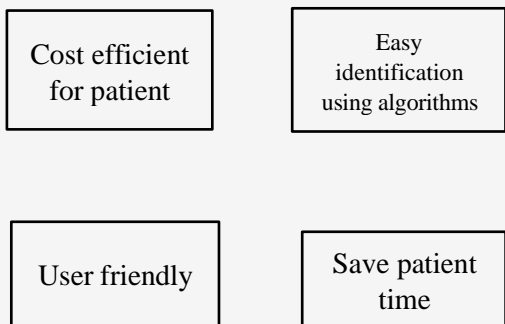 Cost efficient
for patient
Easy
identification
using algorithms
User friendly
Save patient
time